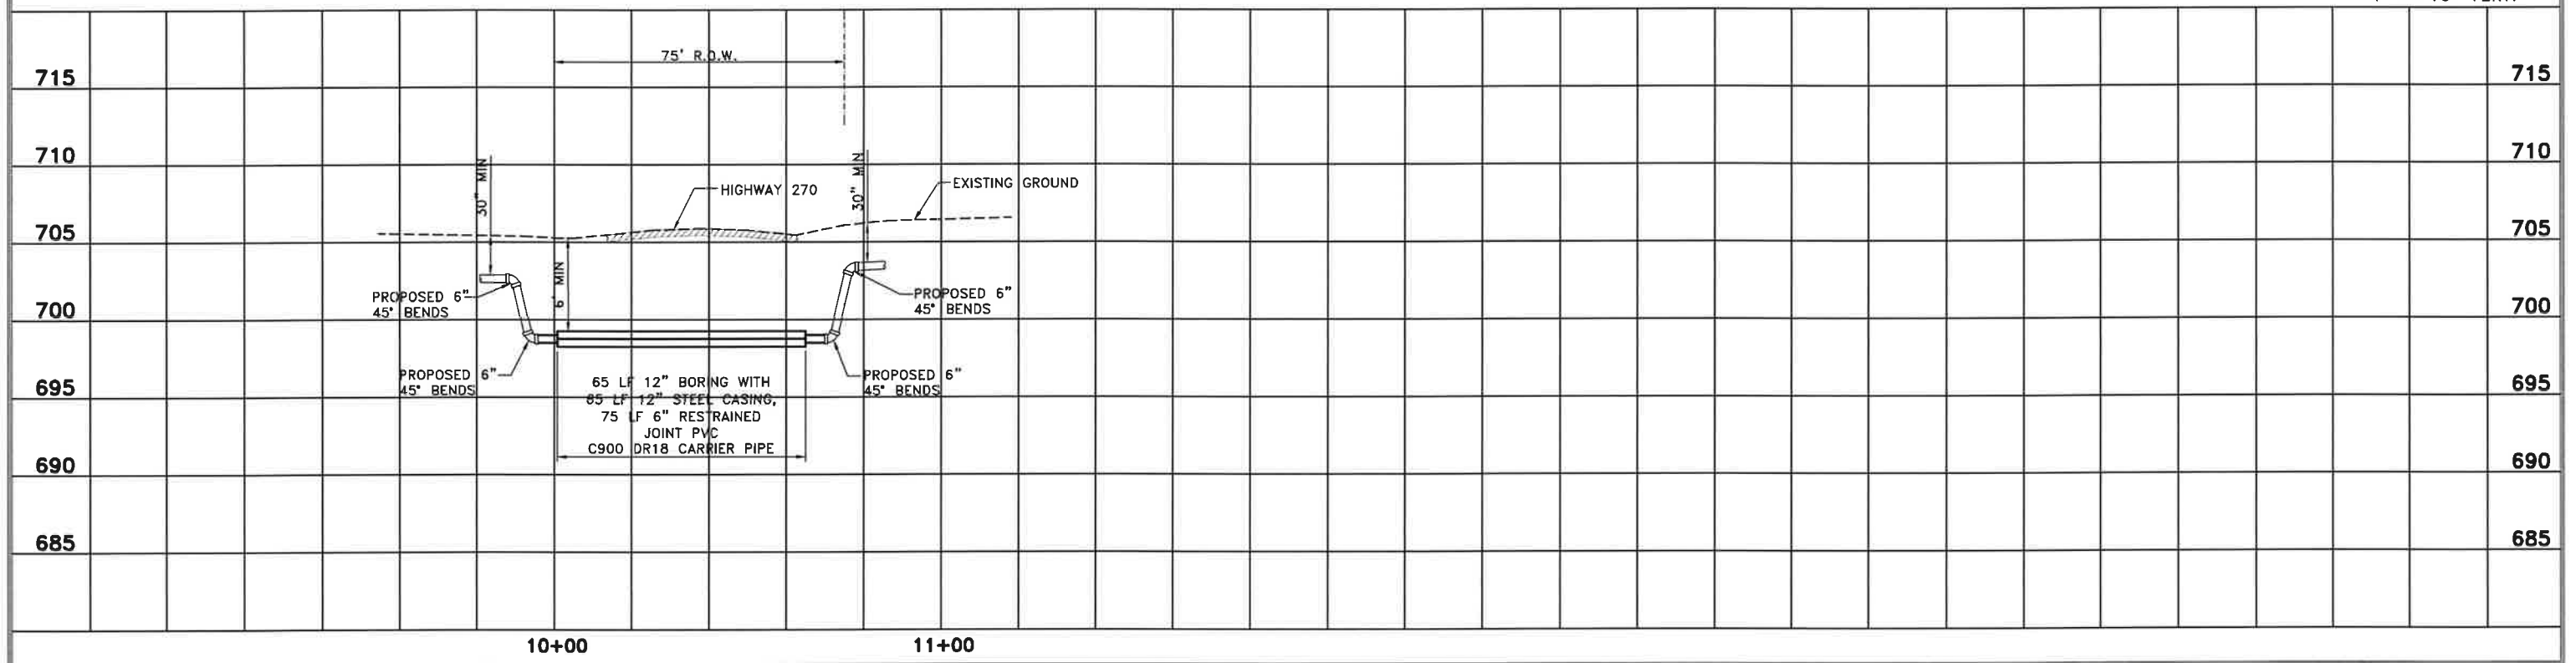 75' R.O.W.
715
715
710
710
30" MIN
30" MIN
HIGHWAY 270
EXISTING GROUND
705
705
6' MIN
PROPOSED 6"
45° BENDS
PROPOSED 6"
45° BENDS
700
700
PROPOSED 6"
45° BENDS
65 LF 12" BORING WITH
85 LF 12" STEEL CASING,
75 LF 6" RESTRAINED
JOINT PVC
C900 DR18 CARRIER PIPE
PROPOSED 6"
45° BENDS
695
695
690
690
685
685
10+00
11+00